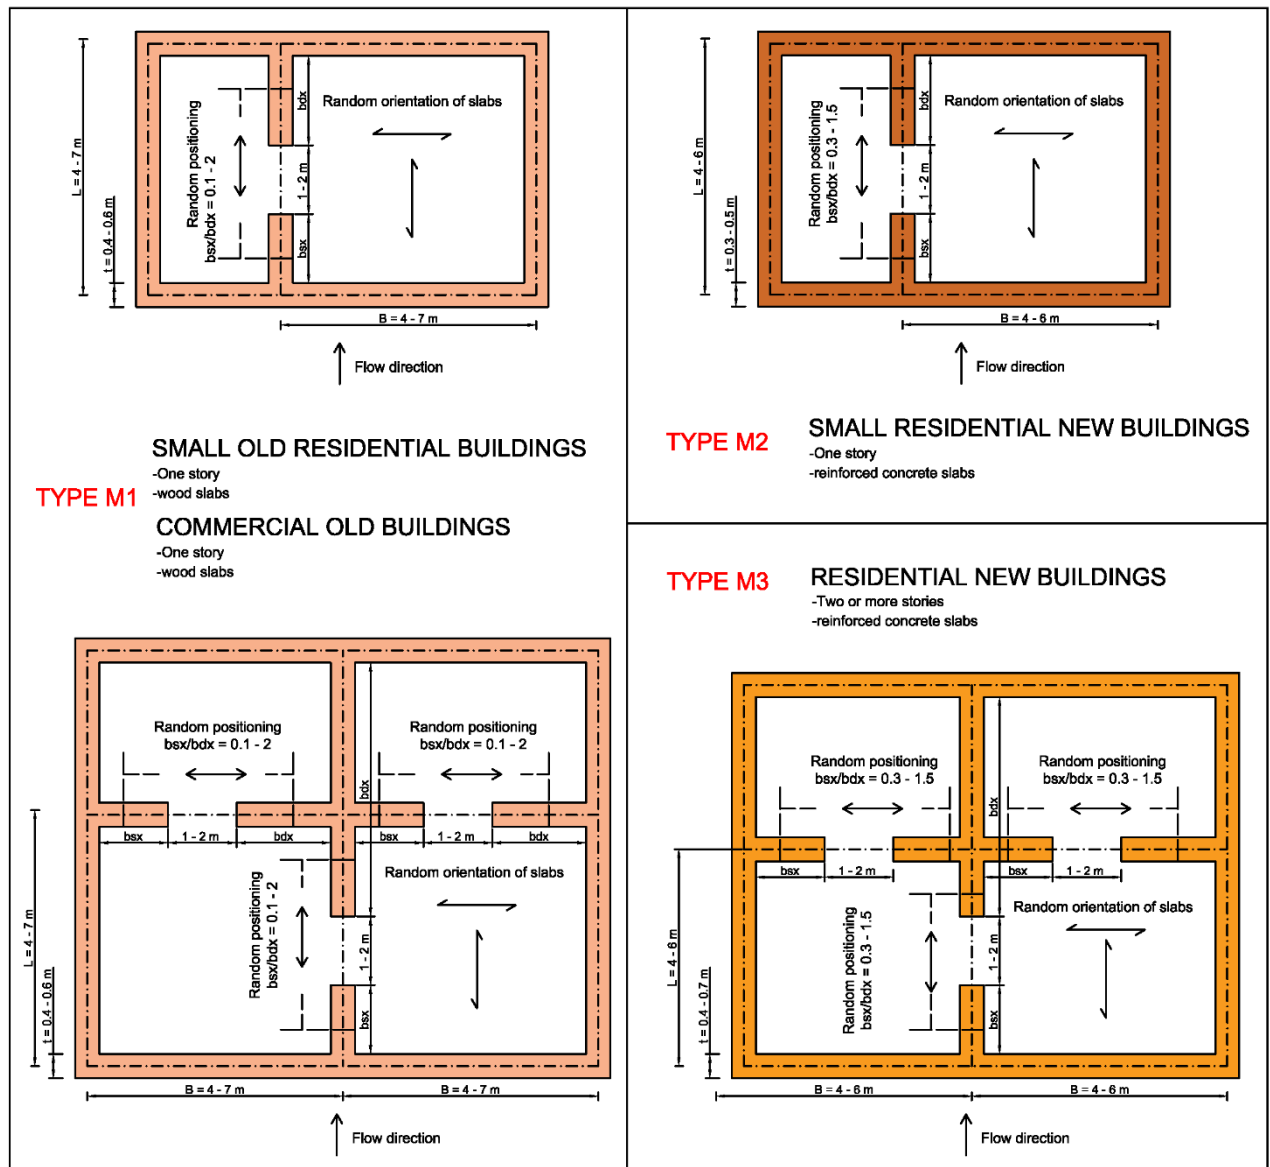 L = 4 - 7 m
t = 0.4 - 0.6 m
Random positioning
bsx/bdx = 0.1 - 2
bdx
1 - 2 m
bsx
Random orientation of slabs
B = 4 - 7 m
Flow direction
SMALL OLD RESIDENTIAL BUILDINGS
-One story
-wood slabs
TYPE M1
COMMERCIAL OLD BUILDINGS
-One story
-wood slabs
Random positioning
bsx/bdx = 0.1 - 2
Random positioning
bsx/bdx = 0.1 - 2
bdx
bsx
1 - 2 m
bdx
bsx
1 - 2 m
bdx
L = 4 - 7 m
t = 0.4 - 0.6 m
Random positioning
bsx/bdx = 0.1 - 2
1 - 2 m
bsx
Random orientation of slabs
B = 4 - 7 m
B = 4 - 7 m
Flow direction
L = 4 - 6 m
t = 0.3 - 0.5 m
Random positioning
bsx/bdx = 0.3 - 1.5
bdx
1 - 2 m
bsx
Random orientation of slabs
B = 4 - 6 m
Flow direction
TYPE M2
SMALL RESIDENTIAL NEW BUILDINGS
-One story
-reinforced concrete slabs
TYPE M3
RESIDENTIAL NEW BUILDINGS
-Two or more stories
-reinforced concrete slabs
Random positioning
bsx/bdx = 0.3 - 1.5
Random positioning
bsx/bdx = 0.3 - 1.5
bdx
bsx
1 - 2 m
bsx
1 - 2 m
L = 4 - 6 m
t = 0.4 - 0.7 m
Random positioning
bsx/bdx = 0.3 - 1.5
1 - 2 m
bsx
Random orientation of slabs
B = 4 - 6 m
B = 4 - 6 m
Flow direction